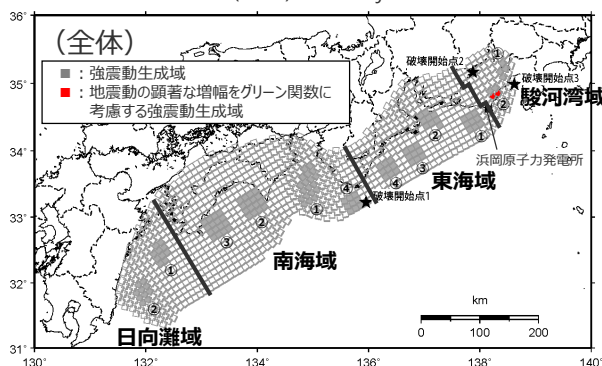 (全体)
■ : 強震動生成域
■ : 地震動の顕著な増幅をグリーン関数に
考慮する強震動生成域
破壊開始点2
破壊開始点3
駿河湾域
浜岡原子力発電所
東海域
破壊開始点1
南海域
日向灘域
① ② ② ① ③ ④ ④ ① ② ③ ① ②
km
0 100 200
36°
35°
34°
33°
32°
31°
130° 132° 134° 136° 138° 140°